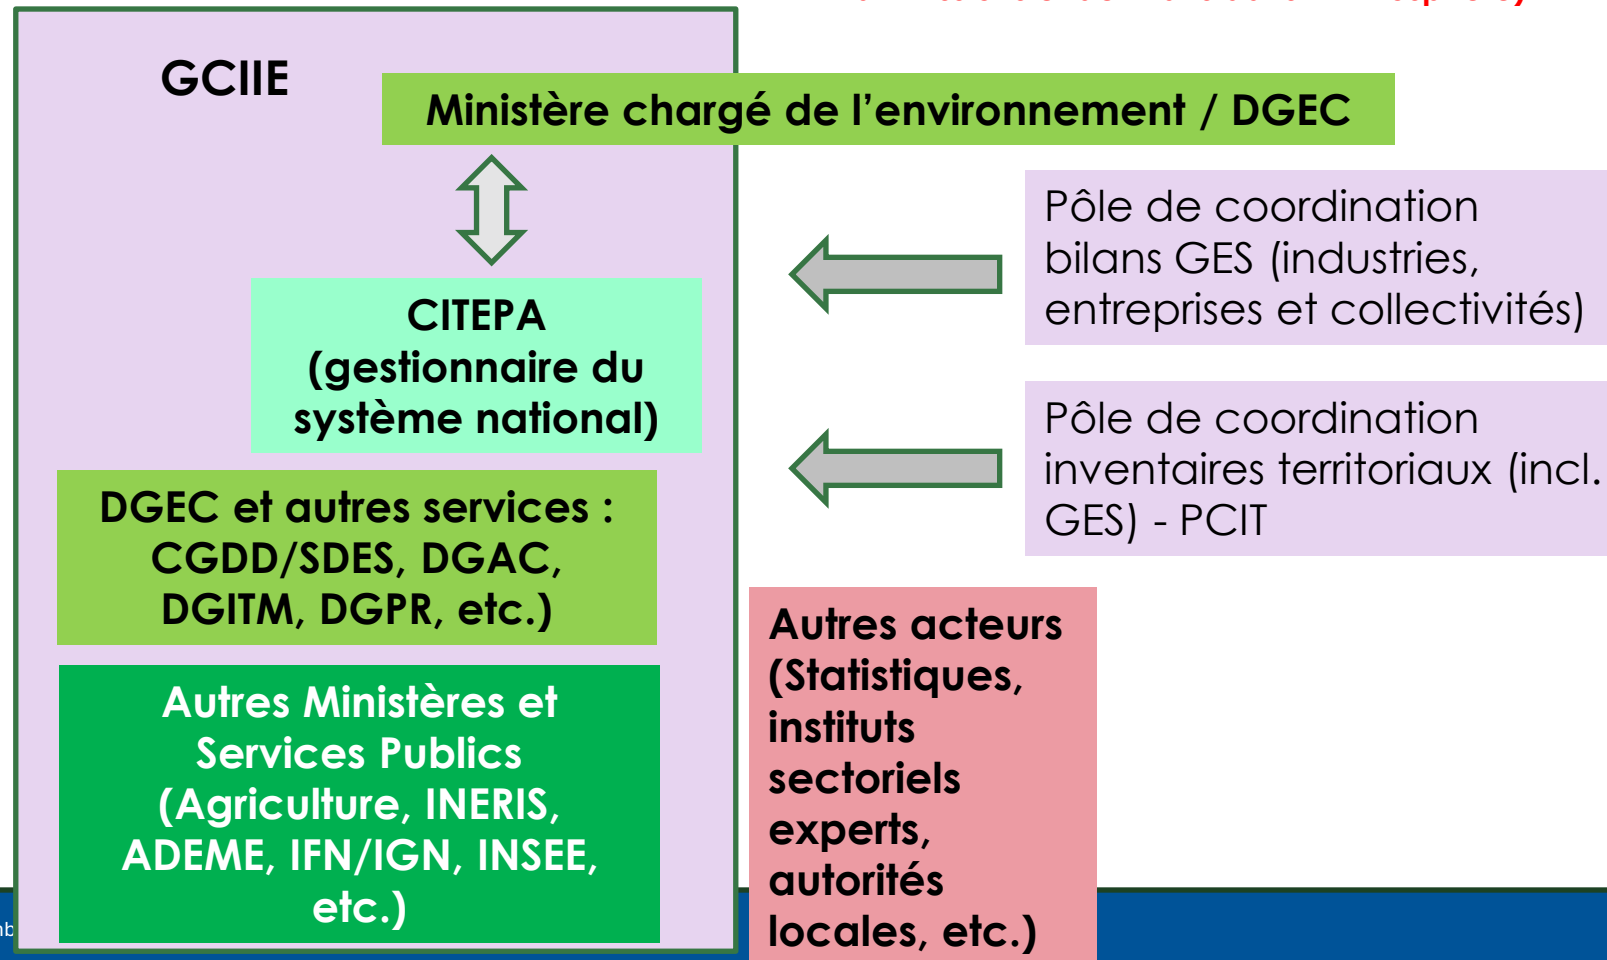 GCIIE
Ministère chargé de l’environnement / DGEC
CITEPA
(gestionnaire du
système national)
DGEC et autres services :
CGDD/SDES, DGAC,
DGITM, DGPR, etc.)
Autres Ministères et
Services Publics
(Agriculture, INERIS,
ADEME, IFN/IGN, INSEE,
etc.)
Pôle de coordination
bilans GES (industries,
entreprises et collectivités)
Pôle de coordination
inventaires territoriaux (incl.
GES) - PCIT
Autres acteurs
(Statistiques,
instituts
sectoriels
experts,
autorités
locales, etc.)